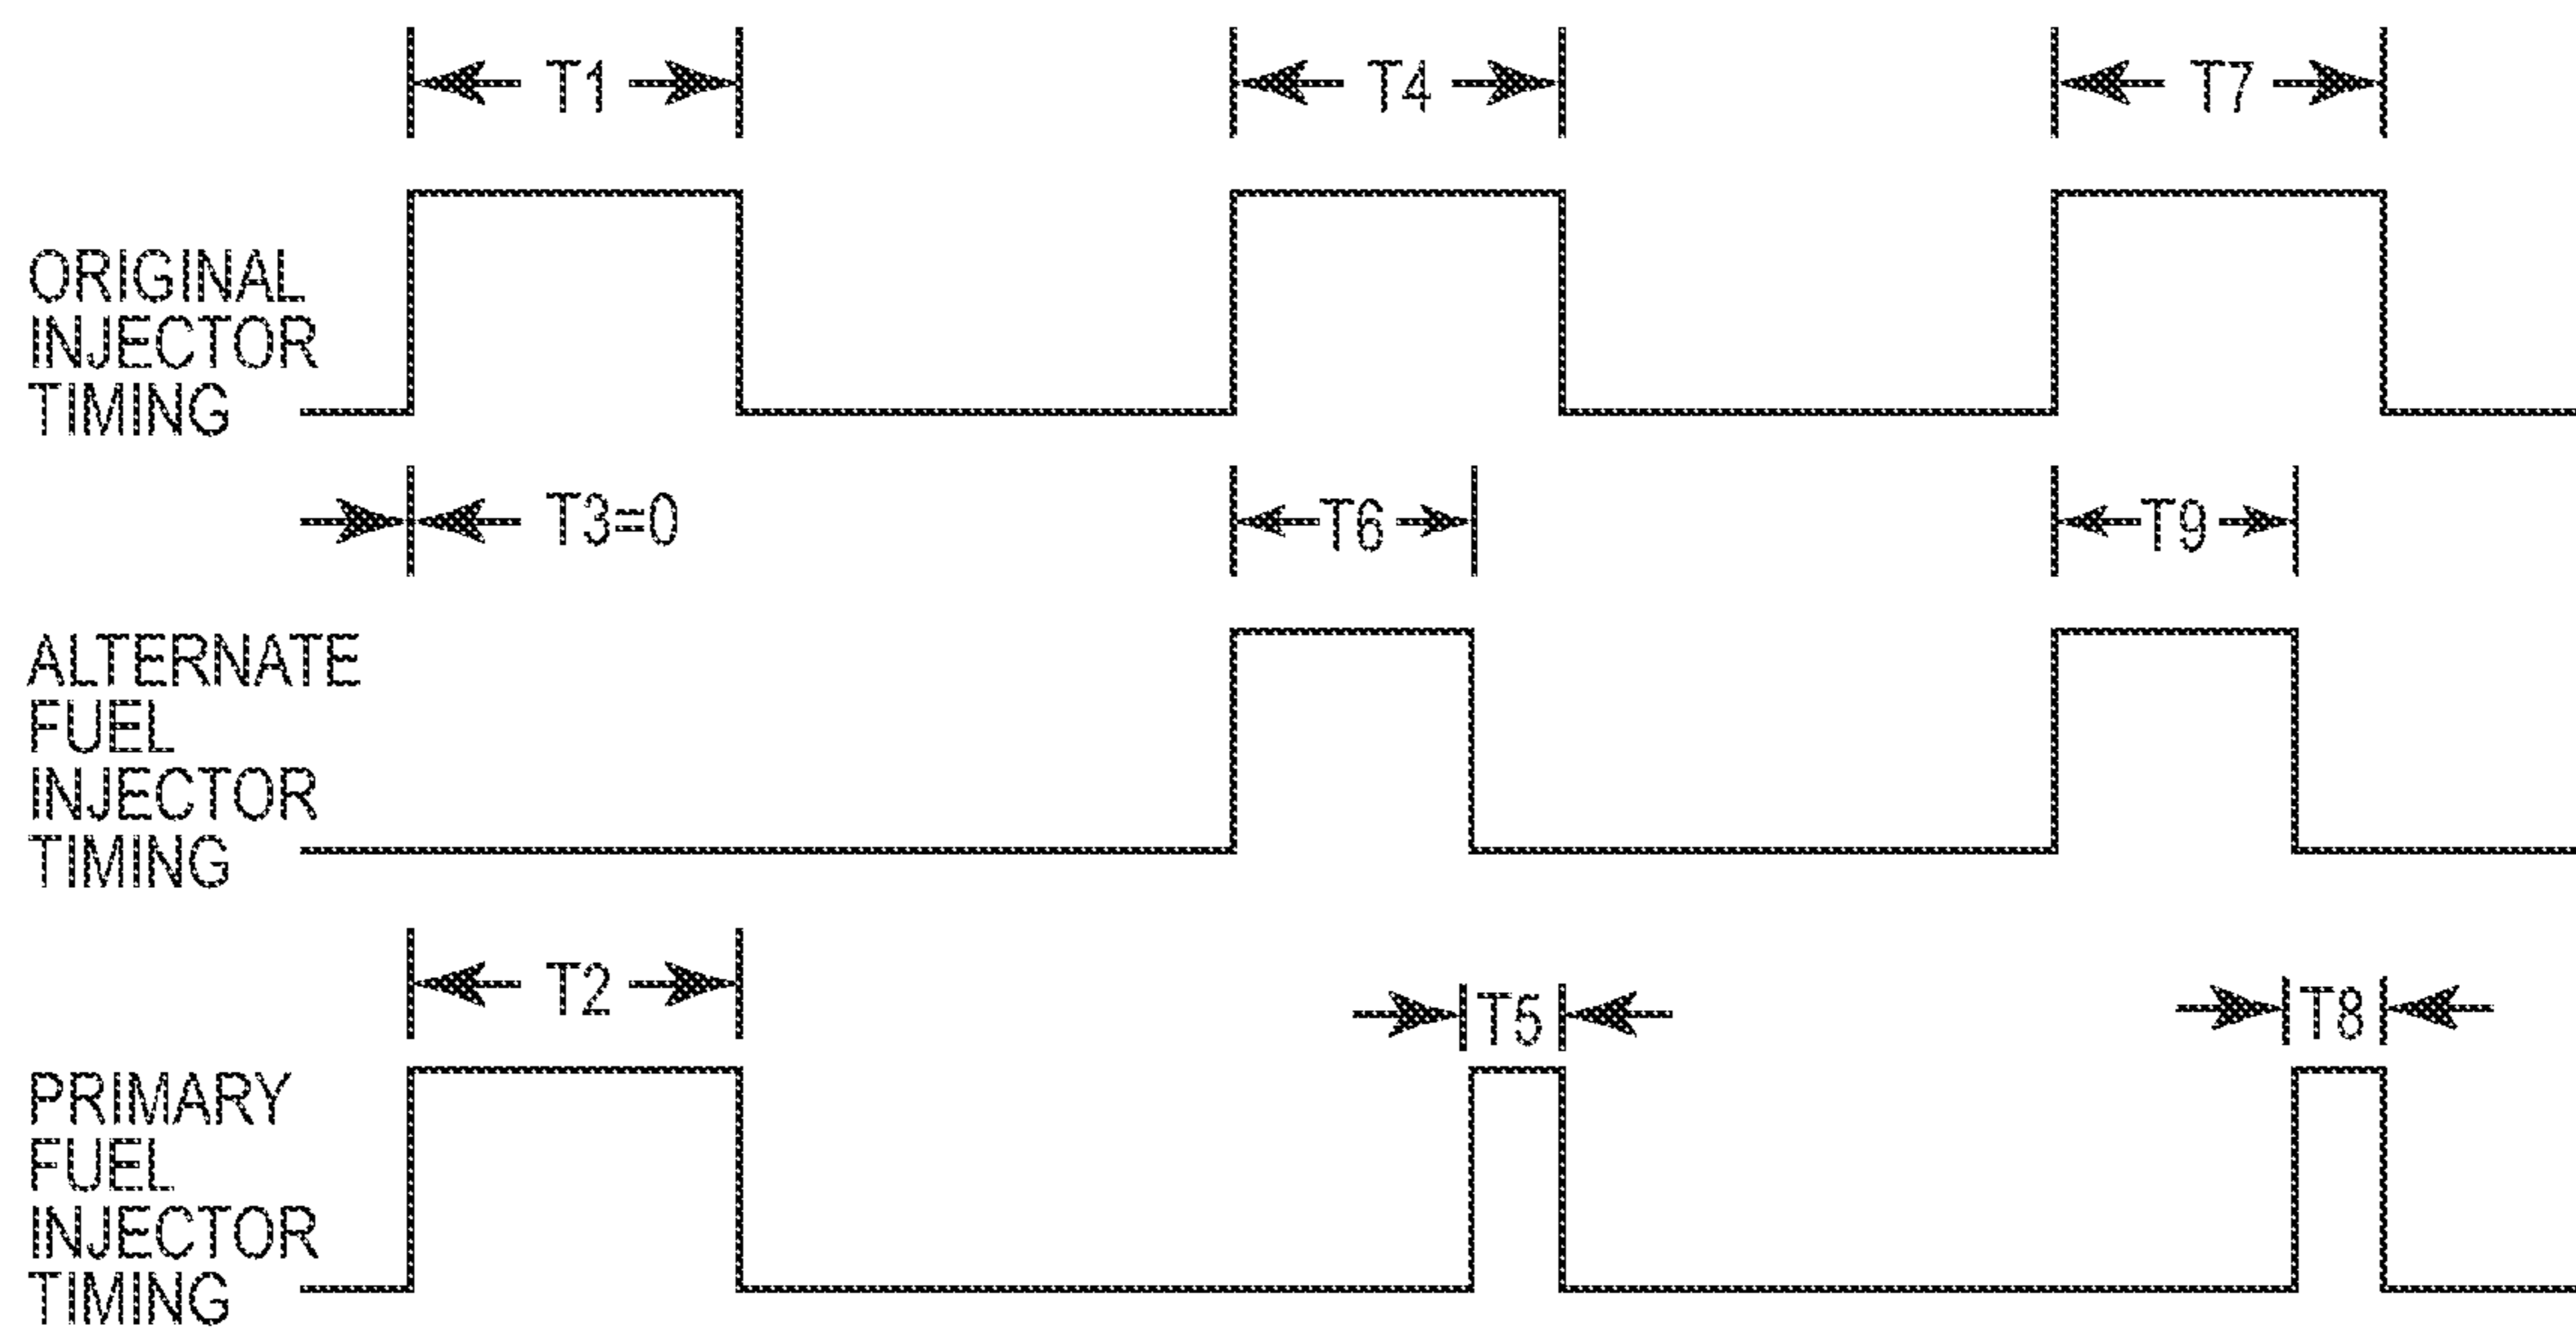 T1
T4
T7
ORIGINAL
INJECTOR
TIMING
T3=0
T6
T9
ALTERNATE
FUEL
INJECTOR
TIMING
T2
T5
T8
PRIMARY
FUEL
INJECTOR
TIMING